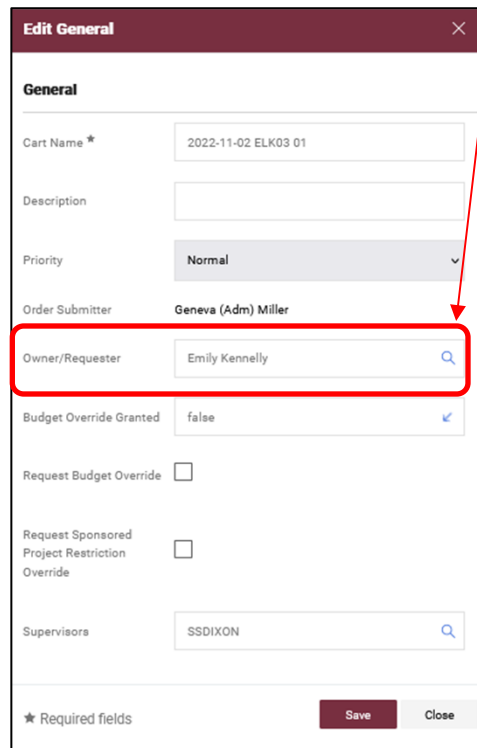 Edit General
General
Cart Name ★
2022-11-02 ELK03 01
Description
Priority
Normal
Order Submitter
Geneva (Adm) Miller
Owner/Requester
Emily Kennelly
Budget Override Granted
false
Request Budget Override
Request Sponsored
Project Restriction
Override
Supervisors
SSDIXON
★ Required fields
Save
Close